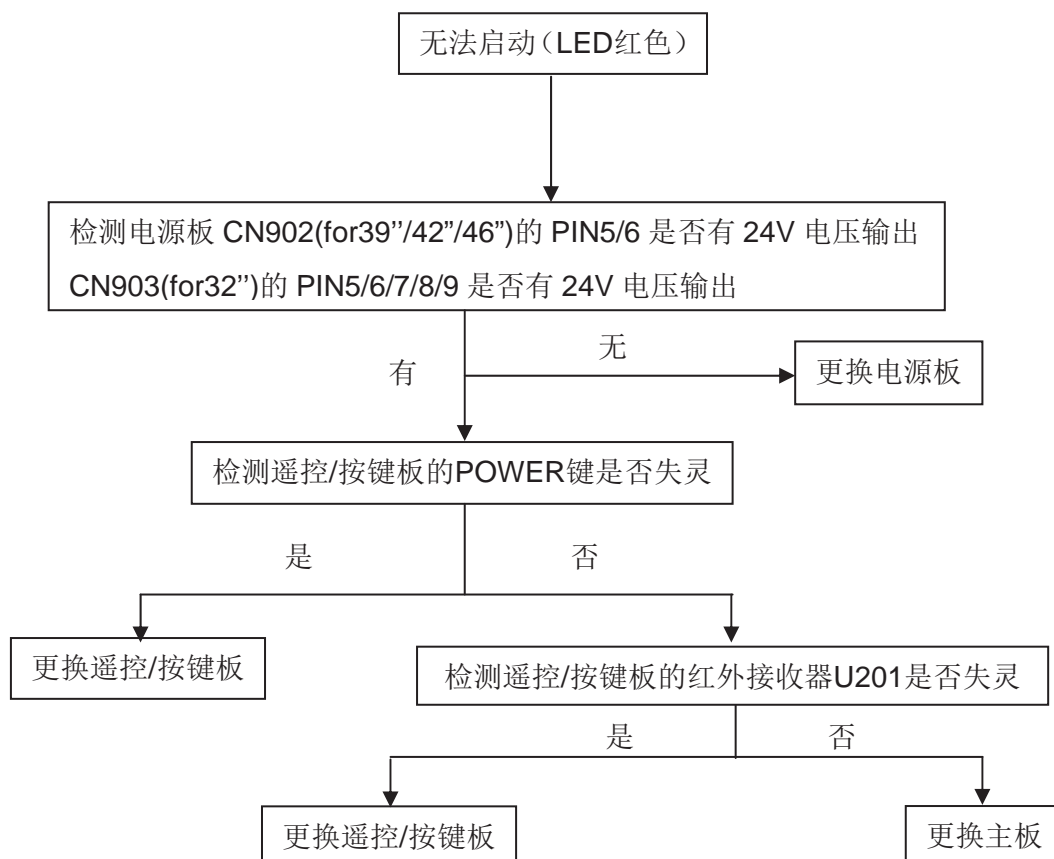 无法启动（LED红色）
检测电源板 CN902(for39''/42”/46”)的 PIN5/6 是否有 24V 电压输出
CN903(for32'')的 PIN5/6/7/8/9 是否有 24V 电压输出
无
有
更换电源板
检测遥控/按键板的POWER键是否失灵
是
否
更换遥控/按键板
检测遥控/按键板的红外接收器U201是否失灵
是
否
更换遥控/按键板
更换主板